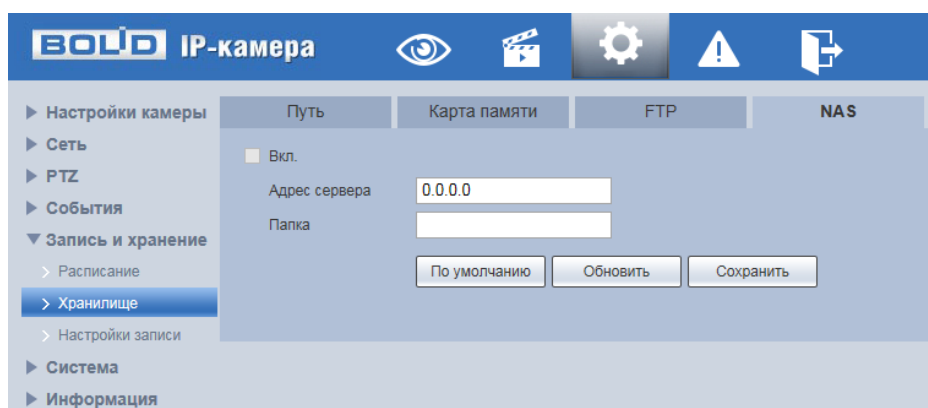 BOLID IP-камера
Настройки камеры
Сеть
PTZ
События
Запись и хранение
Расписание
Хранилище
Настройки записи
Система
Информация
Путь Карта памяти FTP NAS
Вкл.
Адрес сервера 0.0.0.0
Папка
По умолчанию Обновить Сохранить